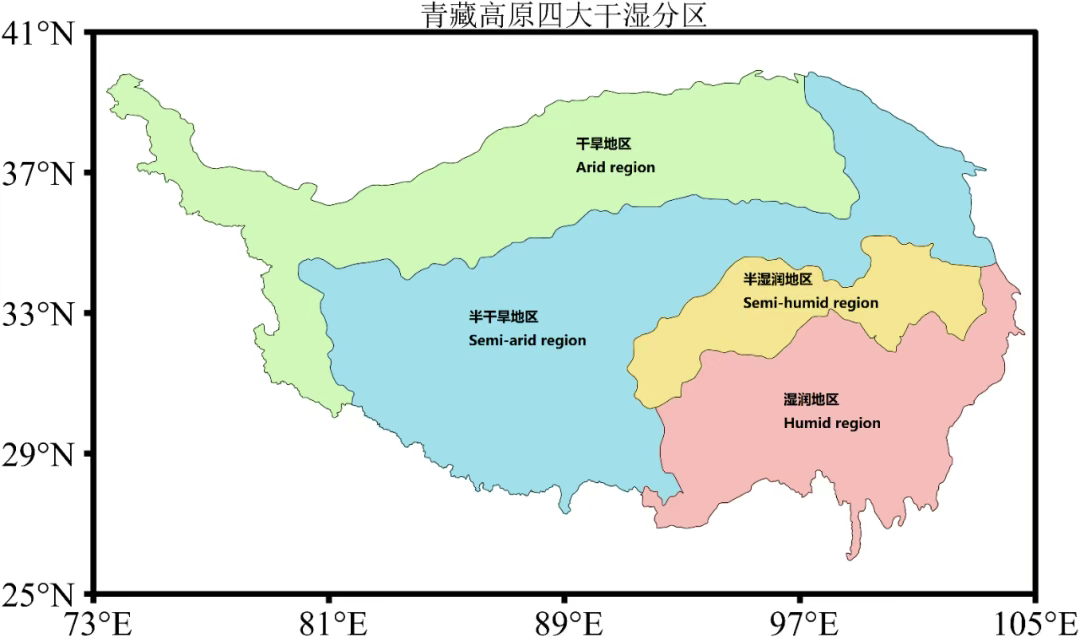 青藏高原四大干湿分区
41°N
37°N
33°N
29°N
25°N
干旱地区
Arid region
半湿润地区
Semi-humid region
半干旱地区
Semi-arid region
湿润地区
Humid region
73°E
81°E
89°E
97°E
105°E